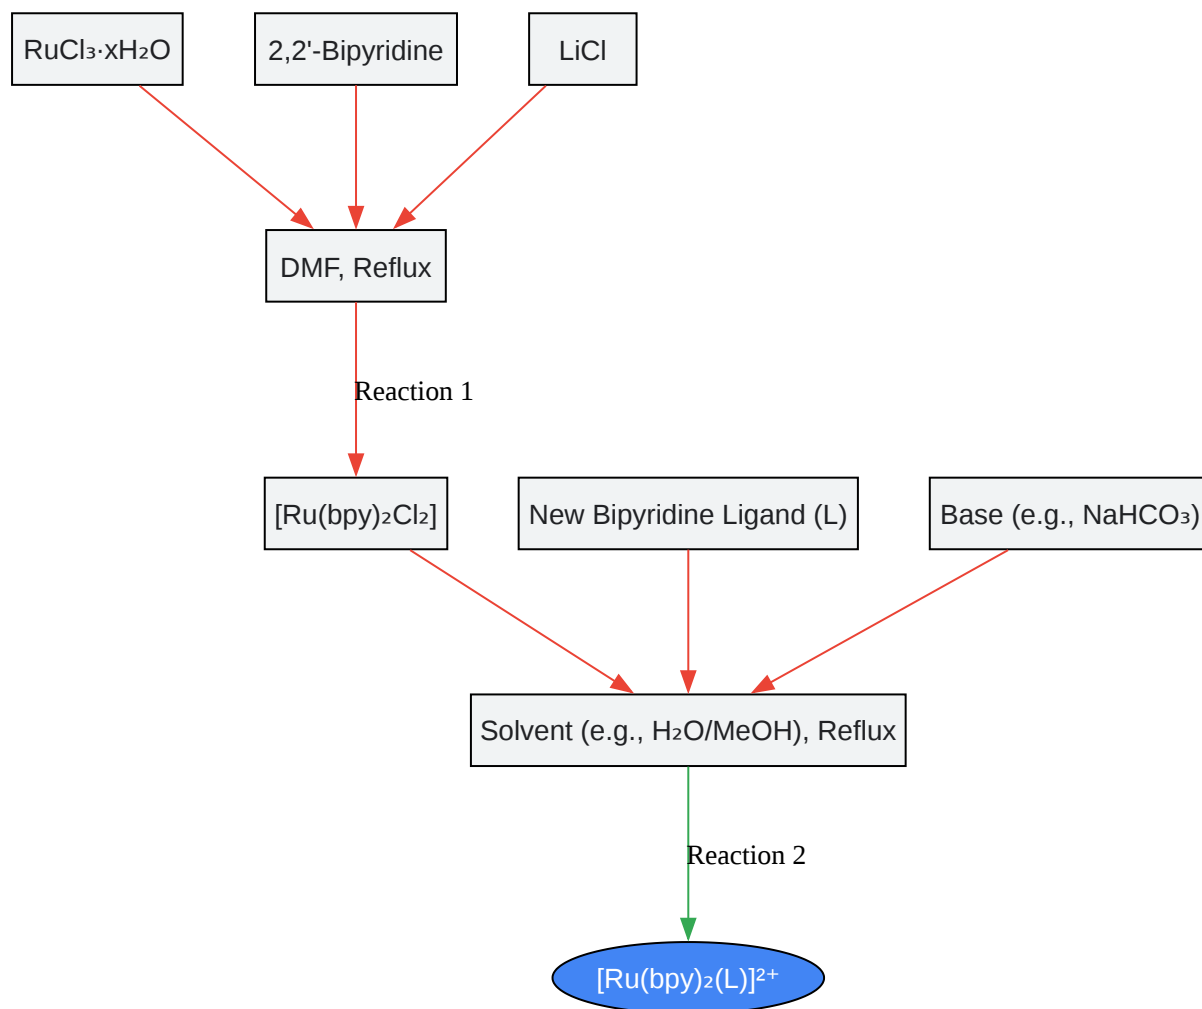 RuCl₃·xH₂O
2,2'-Bipyridine
LiCl
DMF, Reflux
Reaction 1
[Ru(bpy)₂Cl₂]
New Bipyridine Ligand (L)
Base (e.g., NaHCO₃)
Solvent (e.g., H₂O/MeOH), Reflux
Reaction 2
[Ru(bpy)₂(L)]²⁺